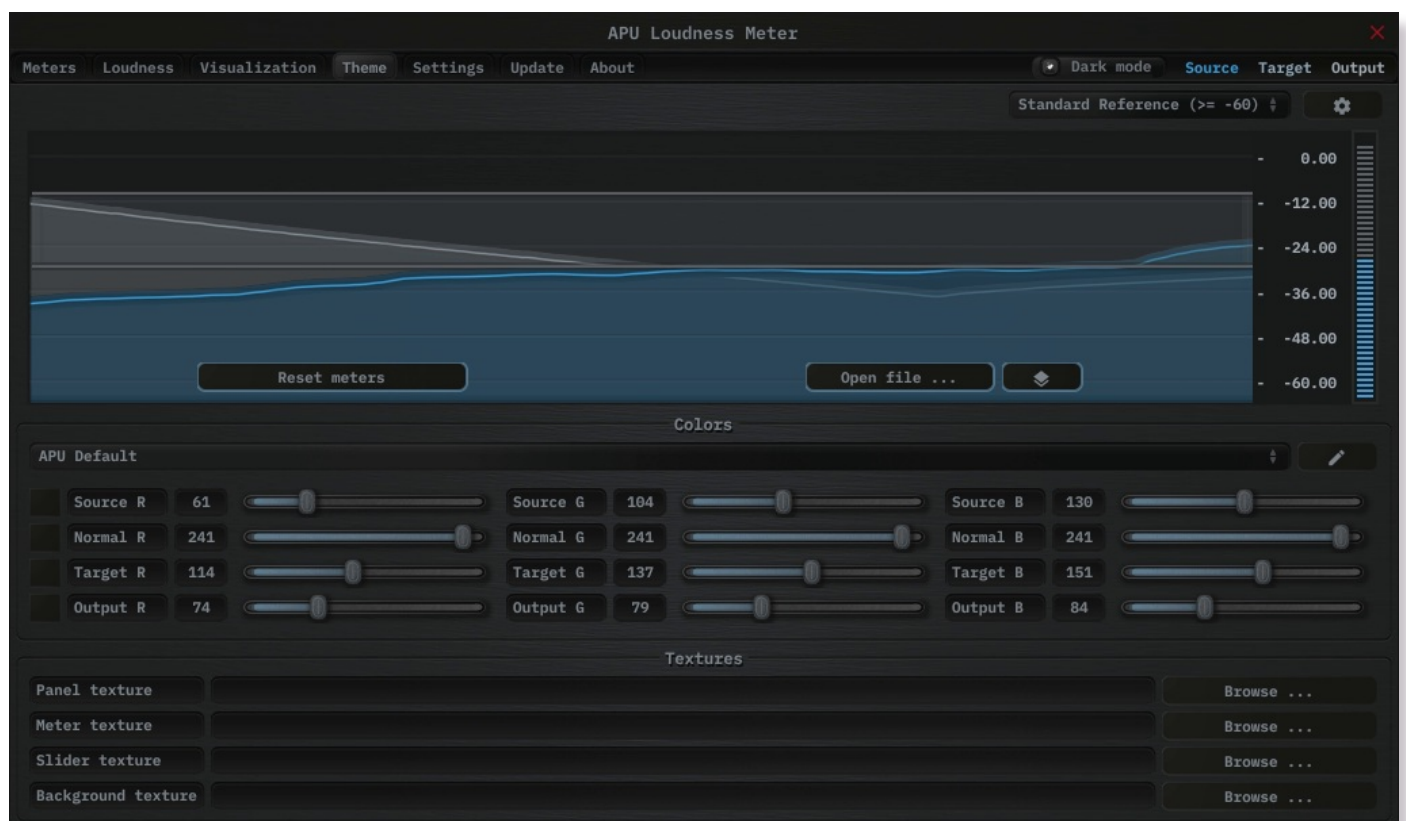 APU Loudness Meter
Meters Loudness Visualization Theme Settings Update About Dark mode Source Target Output
Standard Reference (>= -60)
- 0.00
- -12.00
- -24.00
- -36.00
- -48.00
- -60.00
Reset meters Open file ...
Colors
APU Default
Source R 61 Source G 104 Source B 130
Normal R 241 Normal G 241 Normal B 241
Target R 114 Target G 137 Target B 151
Output R 74 Output G 79 Output B 84
Textures
Panel texture Browse ...
Meter texture Browse ...
Slider texture Browse ...
Background texture Browse ...